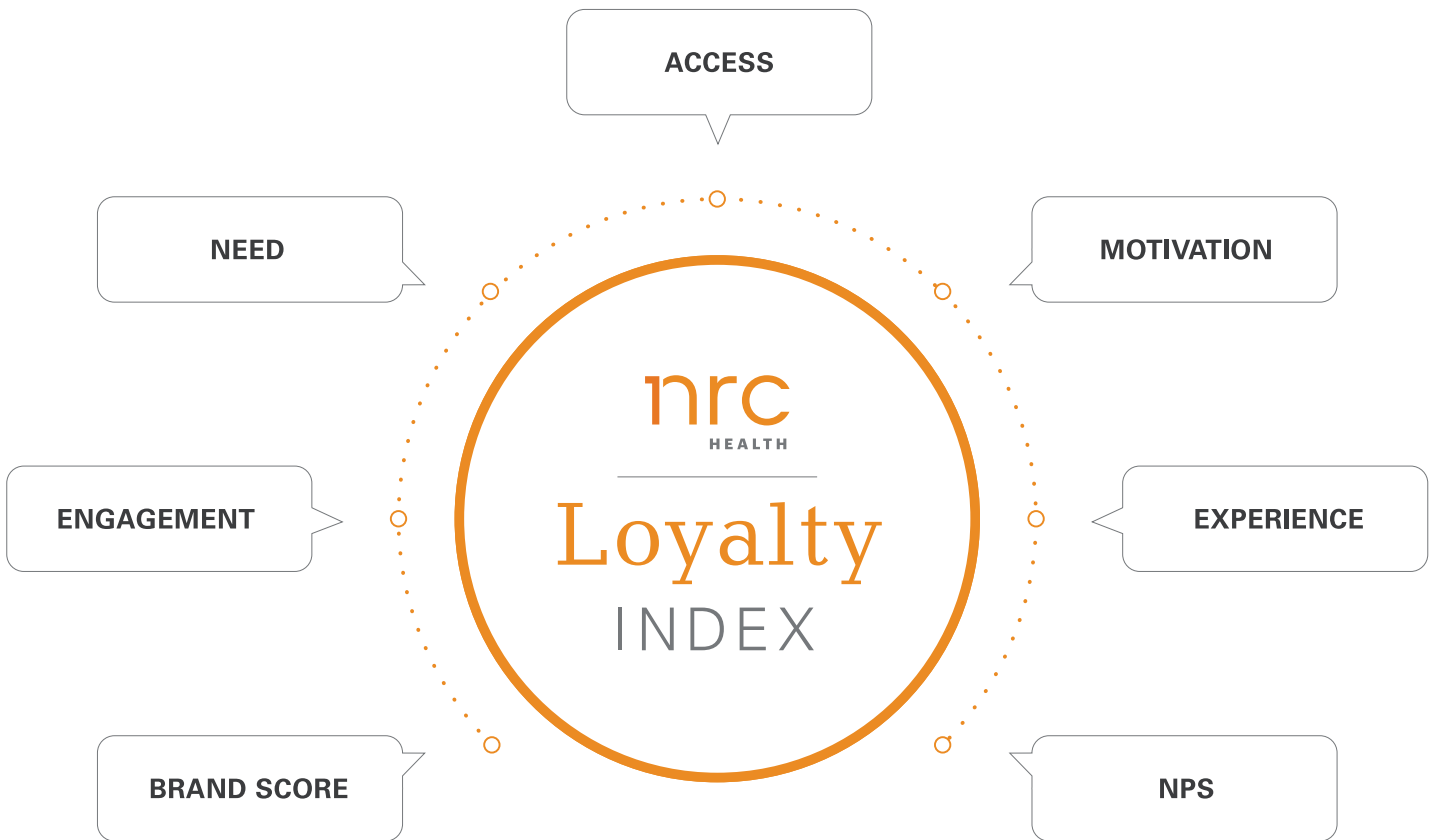 ACCESS
NEED
MOTIVATION
nrc
HEALTH
Loyalty
INDEX
ENGAGEMENT
EXPERIENCE
BRAND SCORE
NPS